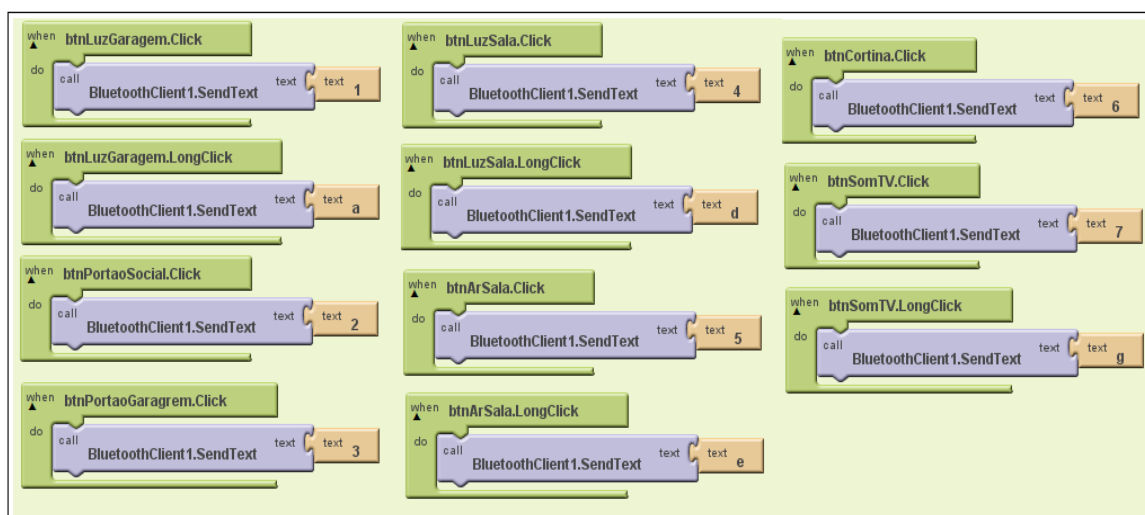 when btnLuzGaragem.Click
do call BluetoothClient1.SendText text text 1
when btnLuzGaragem.LongClick
do call BluetoothClient1.SendText text text a
when btnPortaoSocial.Click
do call BluetoothClient1.SendText text text 2
when btnPortaoGaragrem.Click
do call BluetoothClient1.SendText text text 3
when btnLuzSala.Click
do call BluetoothClient1.SendText text text 4
when btnLuzSala.LongClick
do call BluetoothClient1.SendText text text d
when btnArSala.Click
do call BluetoothClient1.SendText text text 5
when btnArSala.LongClick
do call BluetoothClient1.SendText text text e
when btnCortina.Click
do call BluetoothClient1.SendText text text 6
when btnSomTV.Click
do call BluetoothClient1.SendText text text 7
when btnSomTV.LongClick
do call BluetoothClient1.SendText text text g